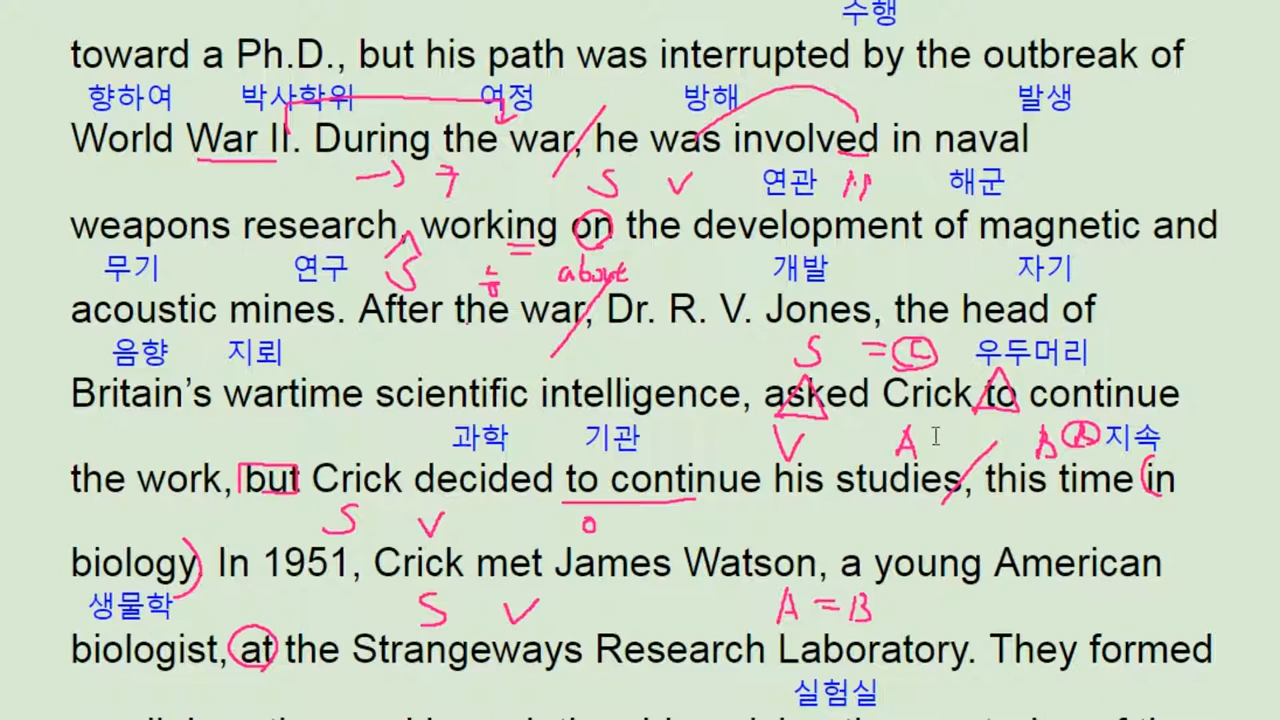 수행
toward a Ph.D., but his path was interrupted by the outbreak of
향하여 박사학위 여정 방해 발생
World War II. During the war, he was involved in naval
S V 연관 해군
weapons research, working on the development of magnetic and
무기 연구 about 개발 자기
acoustic mines. After the war, Dr. R. V. Jones, the head of
음향 지뢰 S = 우두머리
Britain's wartime scientific intelligence, asked Crick to continue
과학 기관 V A B 지속
the work, but Crick decided to continue his studies, this time in
S V o
biology. In 1951, Crick met James Watson, a young American
생물학 S V A = B
biologist, at the Strangeways Research Laboratory. They formed
실험실